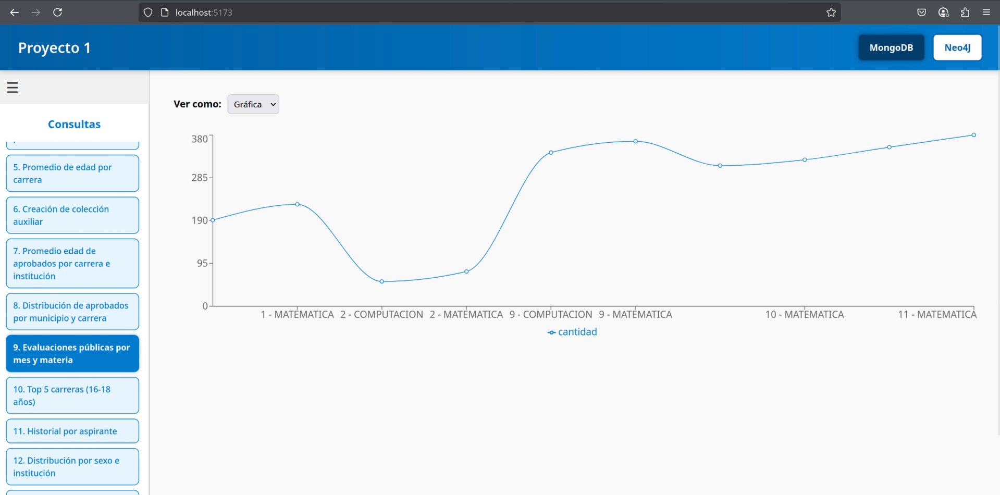 localhost:5173
Proyecto 1
MongoDB
Neo4J
☰
Consultas
5. Promedio de edad por
carrera
6. Creación de colección
auxiliar
7. Promedio edad de
aprobados por carrera e
institución
8. Distribución de aprobados
por municipio y carrera
9. Evaluaciones públicas por
mes y materia
10. Top 5 carreras (16-18
años)
11. Historial por aspirante
12. Distribución por sexo e
institución
Ver como:
Gráfica
380
285
190
95
0
1 - MATEMATICA
2 - COMPUTACION
2 - MATEMATICA
9 - COMPUTACION
9 - MATEMATICA
10 - MATEMATICA
11 - MATEMATICA
cantidad